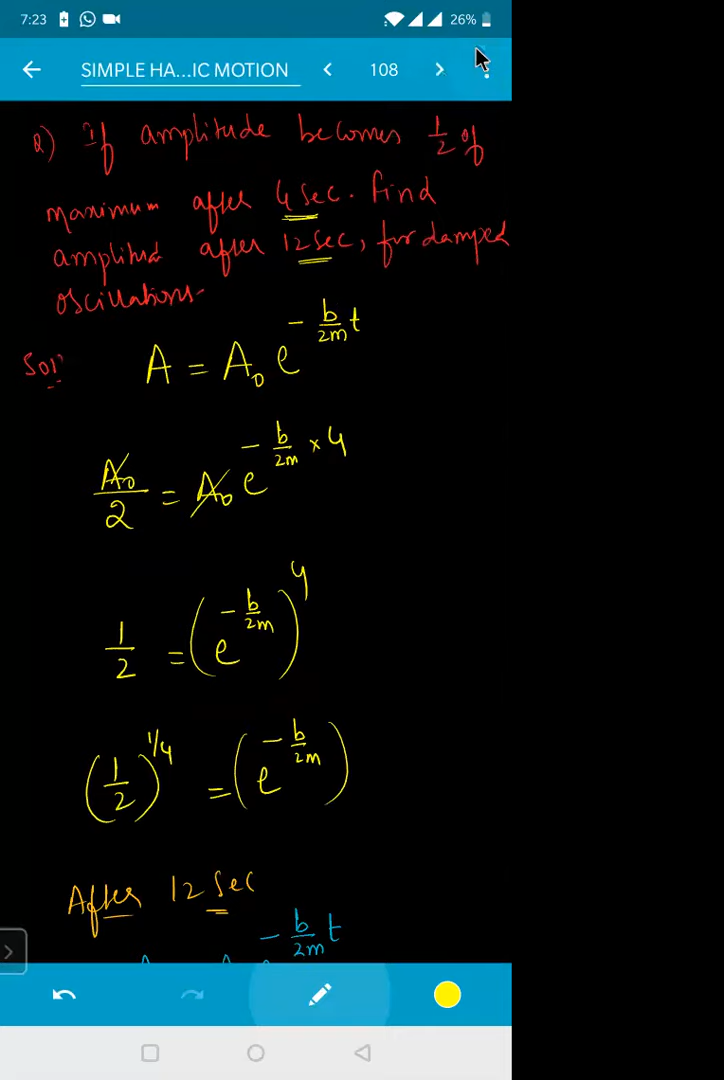 7:23 26%
SIMPLE HA...IC MOTION 108
Q) If amplitude becomes 1/2 of
maximum after 4 sec. Find
amplitud after 12 sec, for damped
oscillations.
Sol: A = A₀ e^(-b/2m t)
A₀/2 = A₀ e^(-b/2m × 4)
1/2 = (e^(-b/2m))^4
(1/2)^(1/4) = (e^(-b/2m))
After 12 Sec
-b/2m t